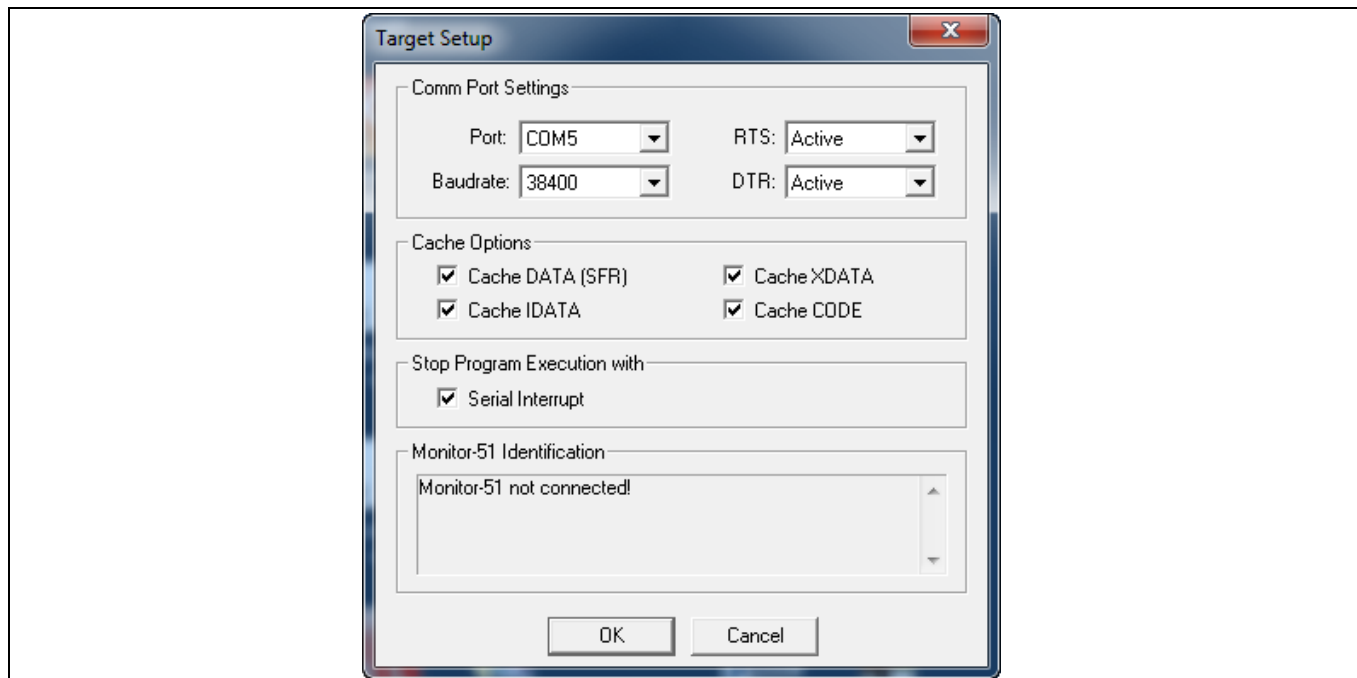 Target Setup
Comm Port Settings
Port: COM5 RTS: Active
Baudrate: 38400 DTR: Active
Cache Options
Cache DATA (SFR) Cache XDATA
Cache IDATA Cache CODE
Stop Program Execution with
Serial Interrupt
Monitor-51 Identification
Monitor-51 not connected!
OK Cancel